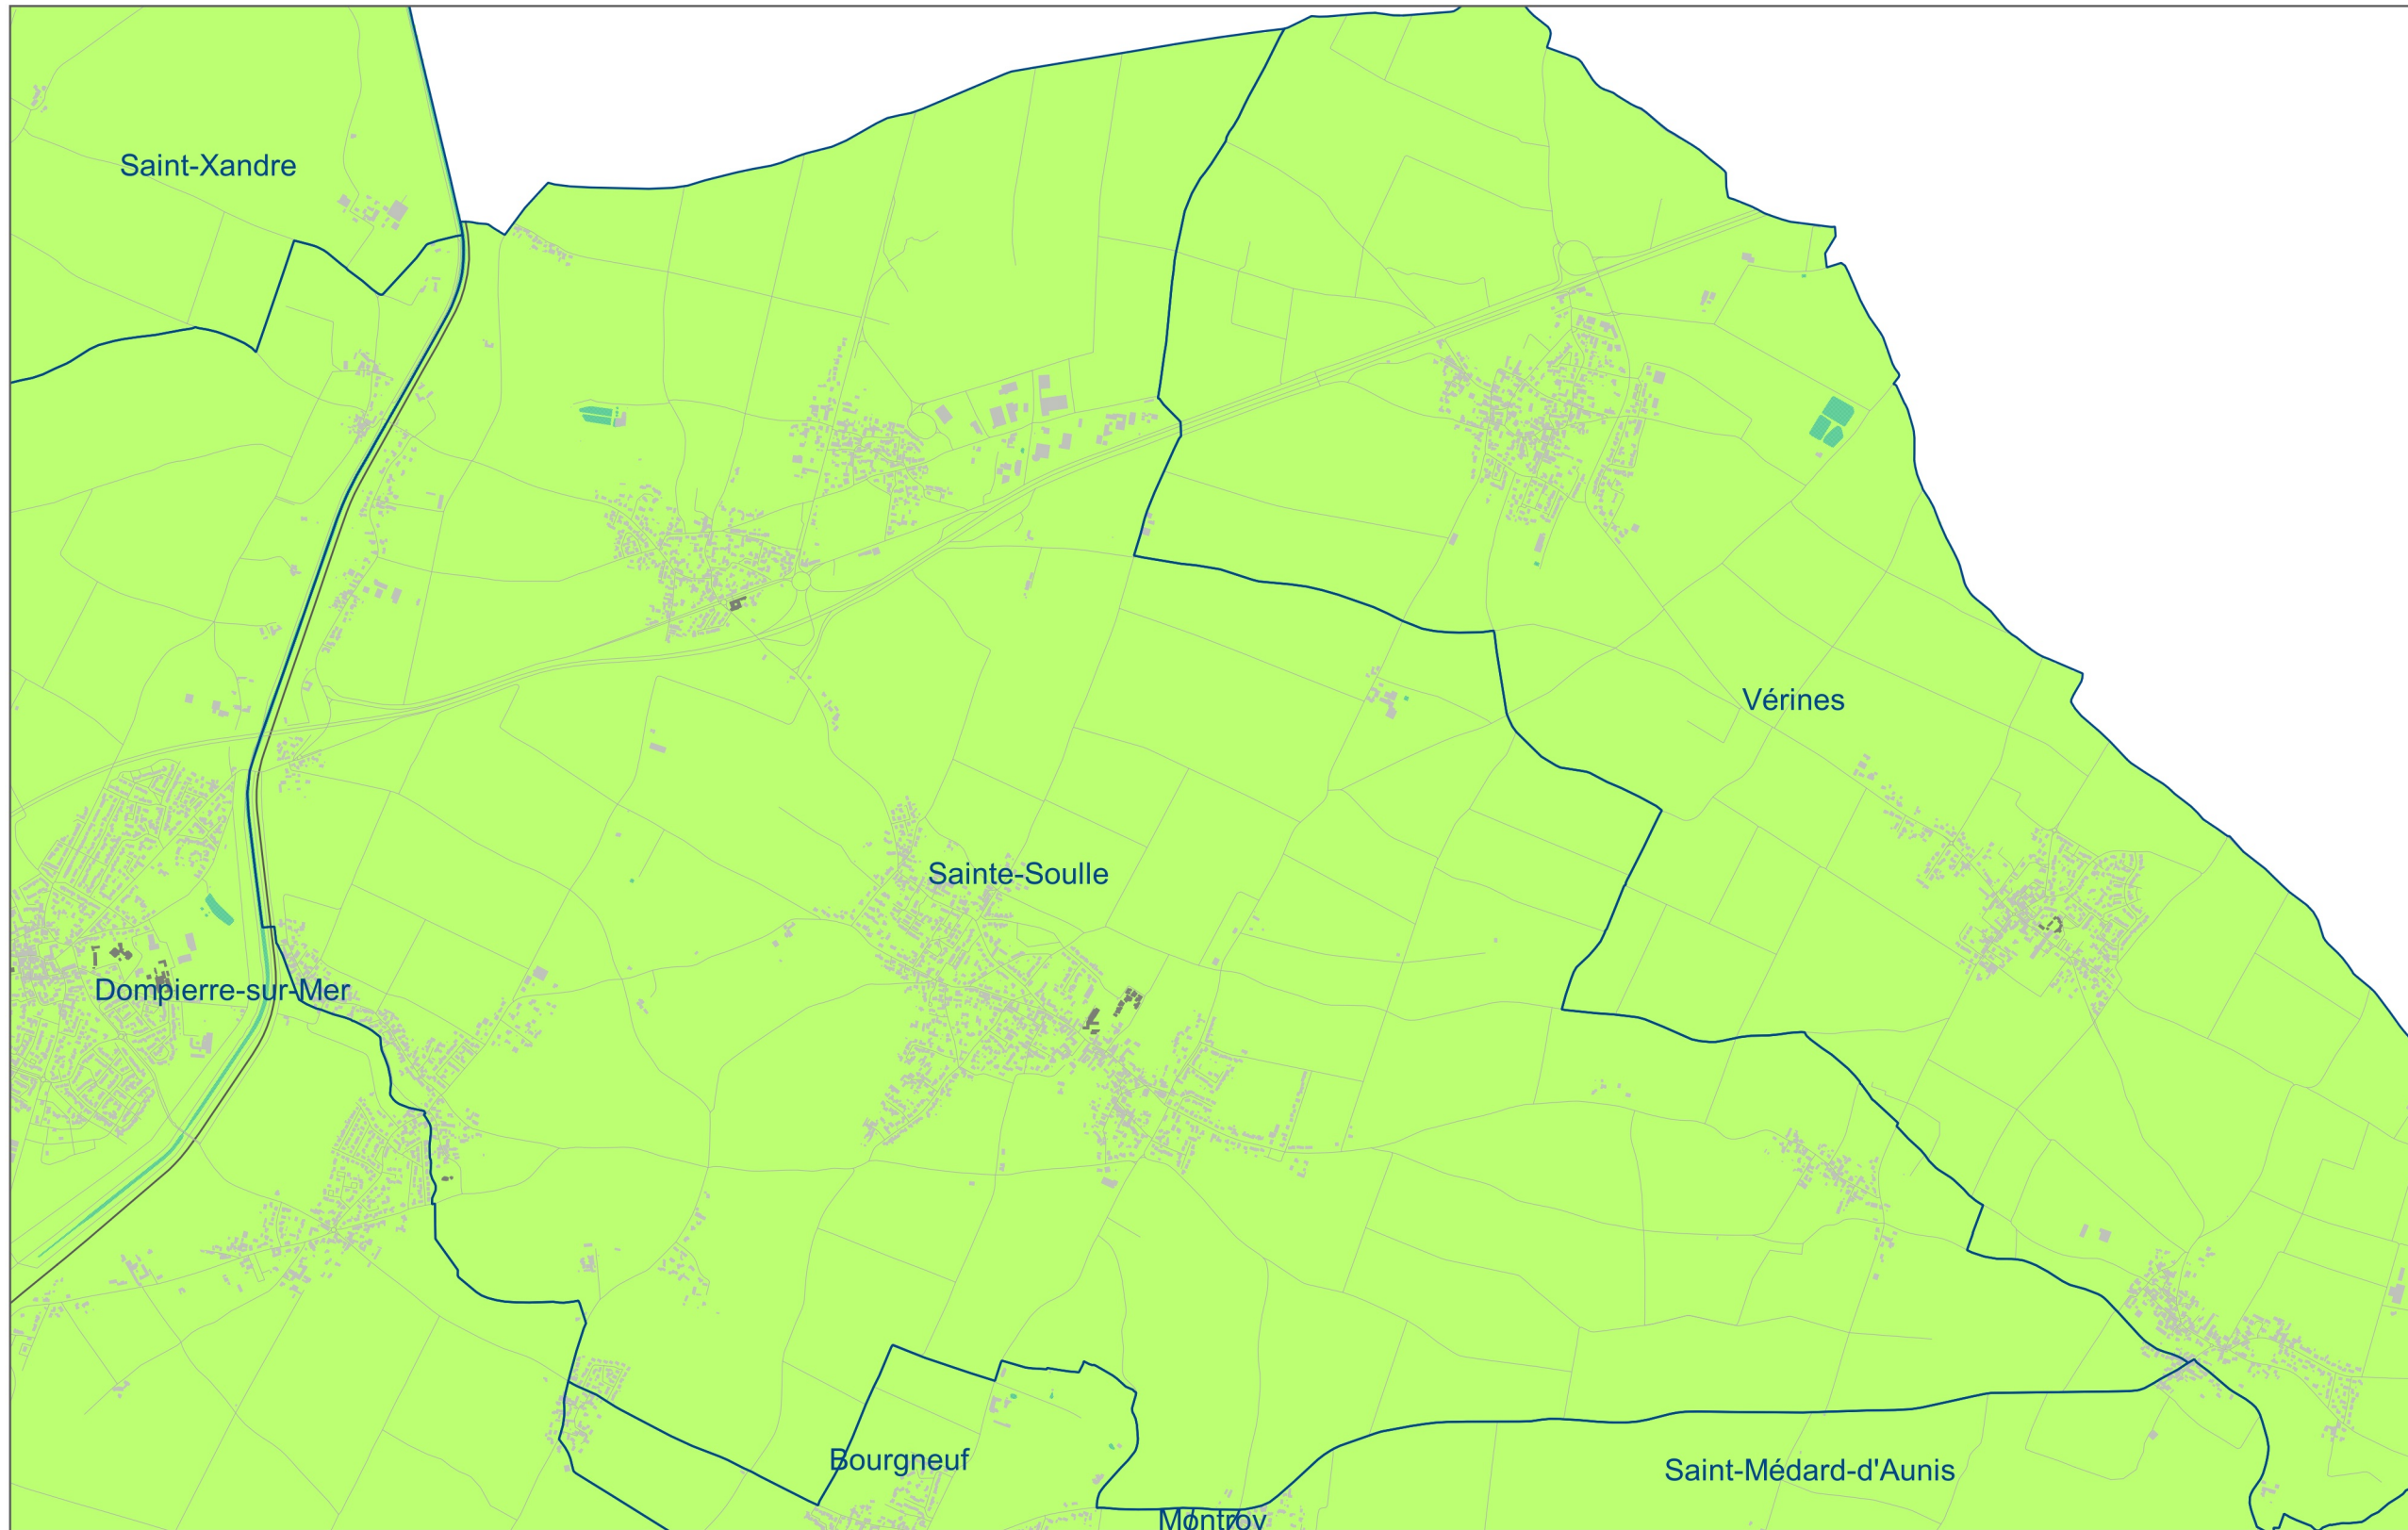 Saint-Xandre
Vérines
Sainte-Soulle
Dompierre-sur-Mer
Bourgneuf
Saint-Médard-d'Aunis
Montroy